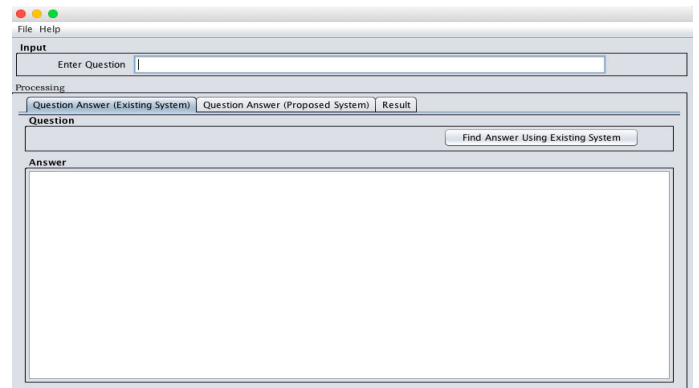 File Help
Input
Enter Question
Processing
Question Answer (Existing System) Question Answer (Proposed System) Result
Question
Find Answer Using Existing System
Answer